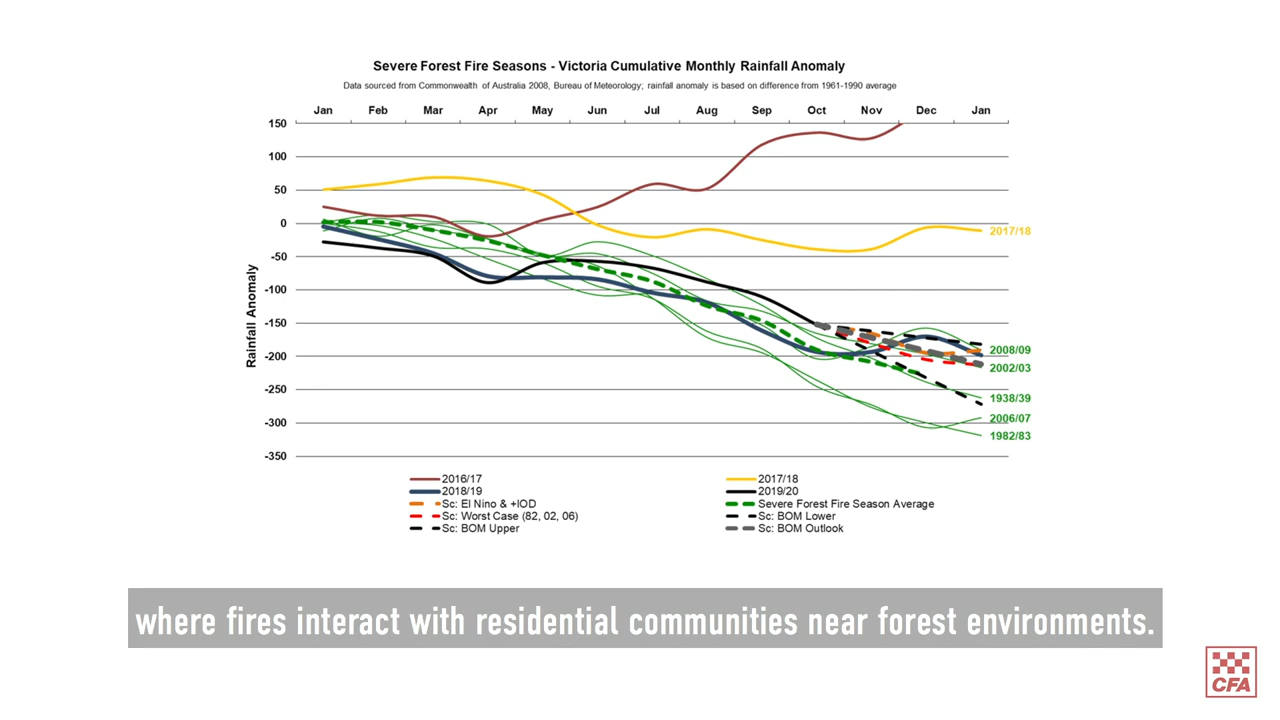 Severe Forest Fire Seasons - Victoria Cumulative Monthly Rainfall Anomaly
Data sourced from Commonwealth of Australia 2008, Bureau of Meteorology; rainfall anomaly is based on difference from 1961-1990 average
Jan Feb Mar Apr May Jun Jul Aug Sep Oct Nov Dec Jan
150
100
50
0
-50
-100
-150
-200
-250
-300
-350
Rainfall Anomaly
2017/18
2008/09
2002/03
1938/39
2006/07
1982/83
2016/17 2017/18
2018/19 2019/20
Sc: El Nino & +IOD Severe Forest Fire Season Average
Sc: Worst Case (82, 02, 06) Sc: BOM Lower
Sc: BOM Upper Sc: BOM Outlook
where fires interact with residential communities near forest environments.
CFA